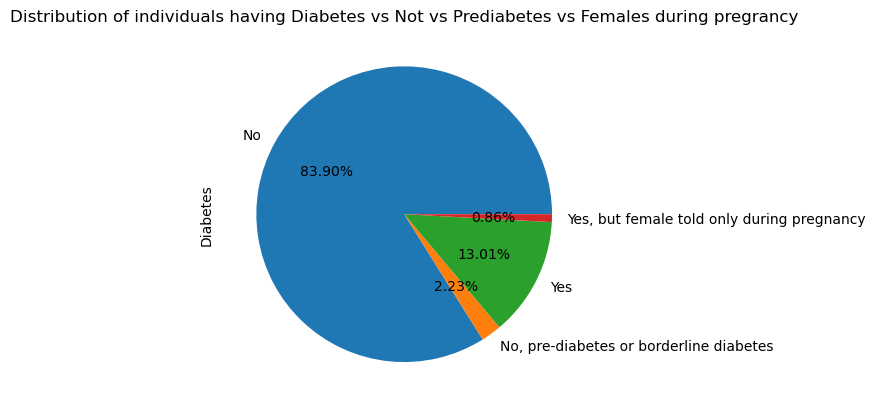 Distribution of individuals having Diabetes vs Not vs Prediabetes vs Females during pregrancy
No
83.90%
Diabetes
0.86%
Yes, but female told only during pregnancy
13.01%
Yes
2.23%
No, pre-diabetes or borderline diabetes